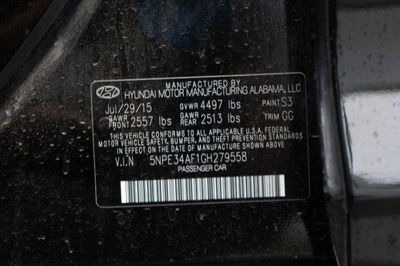 MANUFACTURED BY
HYUNDAI MOTOR MANUFACTURING ALABAMA, LLC
Jul/29/15 GVWR 4497 lbs PAINT: S3
GAWR FRONT 2557 lbs GAWR REAR 2513 lbs TRIM GG
THIS VEHICLE CONFORMS TO ALL APPLICABLE
FEDERAL MOTOR VEHICLE SAFETY, BUMPER, AND THEFT
PREVENTION STANDARDS IN EFFECT ON THE DATE OF
MANUFACTURE SHOWN ABOVE.
V.I.N 5NPE34AF1GH279558
PASSENGER CAR